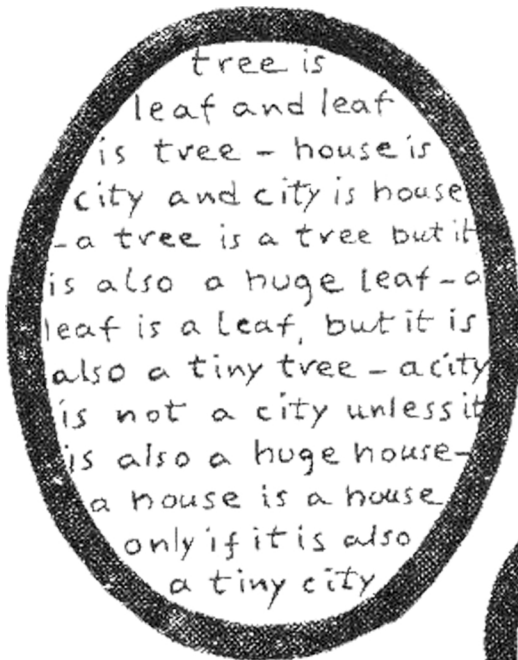 tree is
leaf and leaf
is tree - house is
city and city is house
- a tree is a tree but it
is also a huge leaf - a
leaf is a leaf, but it is
also a tiny tree - a city
is not a city unless it
is also a huge house -
a house is a house
only if it is also
a tiny city